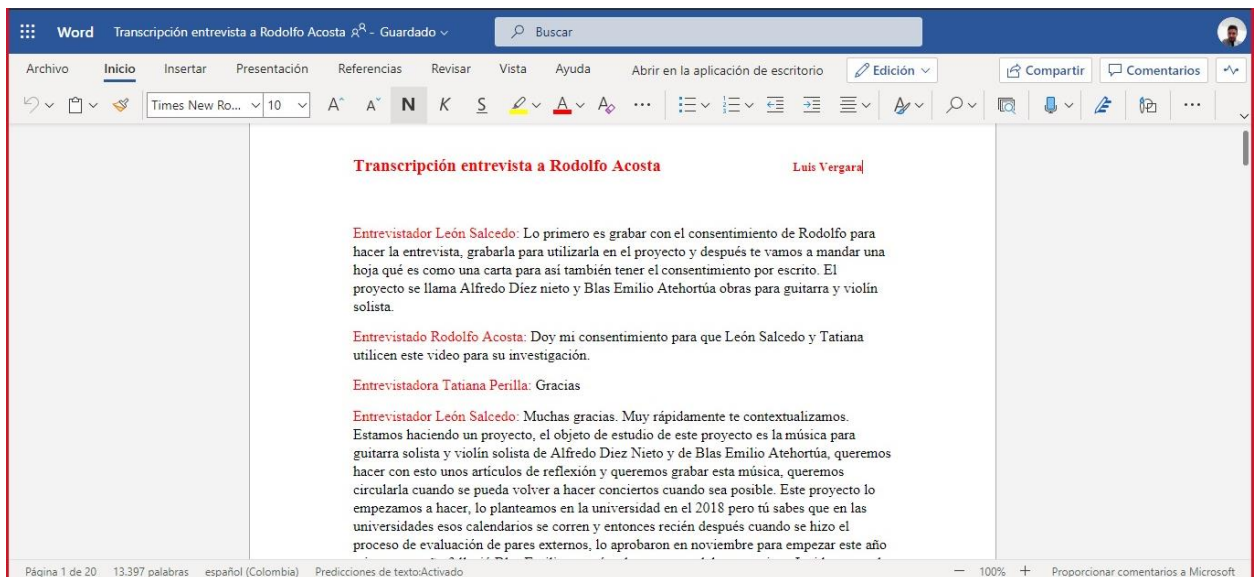 Word Transcripción entrevista a Rodolfo Acosta - Guardado Buscar
Archivo Inicio Insertar Presentación Referencias Revisar Vista Ayuda Abrir en la aplicación de escritorio Edición Compartir Comentarios
Times New Ro... 10 A A N K S A A ...
Transcripción entrevista a Rodolfo Acosta Luis Vergara
Entrevistador León Salcedo: Lo primero es grabar con el consentimiento de Rodolfo para
hacer la entrevista, grabarla para utilizarla en el proyecto y después te vamos a mandar una
hoja qué es como una carta para así también tener el consentimiento por escrito. El
proyecto se llama Alfredo Díez nieto y Blas Emilio Atehortúa obras para guitarra y violín
solista.
Entrevistado Rodolfo Acosta: Doy mi consentimiento para que León Salcedo y Tatiana
utilicen este video para su investigación.
Entrevistadora Tatiana Perilla: Gracias
Entrevistador León Salcedo: Muchas gracias. Muy rápidamente te contextualizamos.
Estamos haciendo un proyecto, el objeto de estudio de este proyecto es la música para
guitarra solista y violín solista de Alfredo Diez Nieto y de Blas Emilio Atehortúa, queremos
hacer con esto unos artículos de reflexión y queremos grabar esta música, queremos
circularla cuando se pueda volver a hacer conciertos cuando sea posible. Este proyecto lo
empezamos a hacer, lo planteamos en la universidad en el 2018 pero tú sabes que en las
universidades esos calendarios se corren y entonces recién después cuando se hizo el
proceso de evaluación de pares externos, lo aprobaron en noviembre para empezar este año
Página 1 de 20 13.397 palabras español (Colombia) Predicciones de texto:Activado 100% Proporcionar comentarios a Microsoft